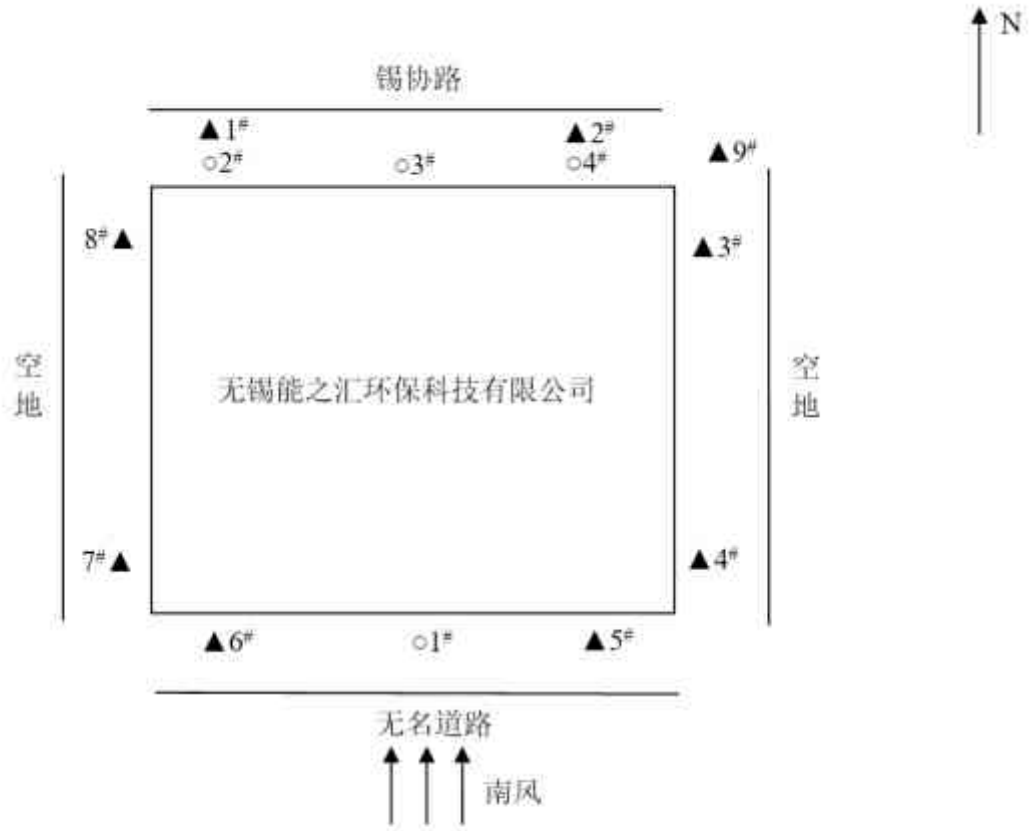 N
锡协路
▲1# ▲2#
▲9#
○2# ○3# ○4#
8#▲ ▲3#
空地 空地
无锡能之汇环保科技有限公司
7#▲ ▲4#
▲6# ○1# ▲5#
无名道路
南风